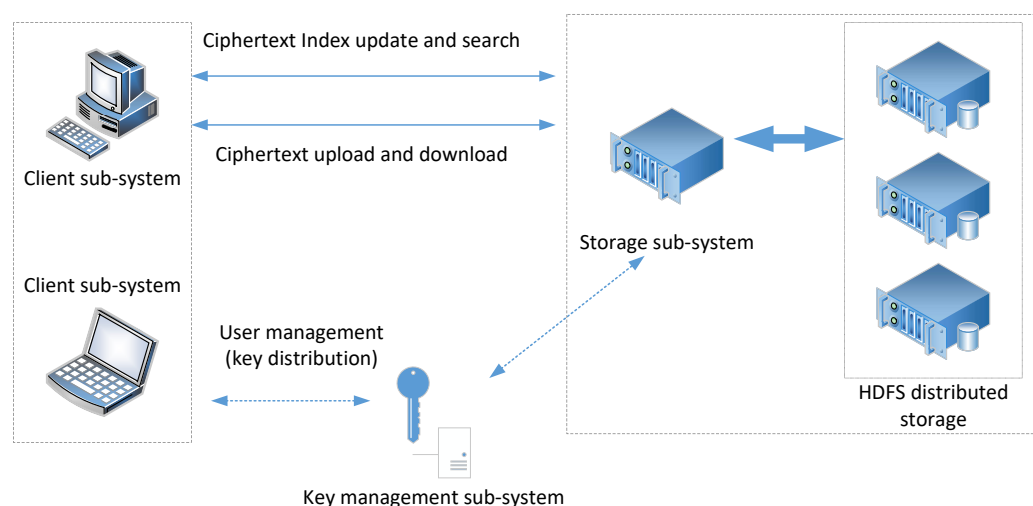 Ciphertext Index update and search
Ciphertext upload and download
Client sub-system
Storage sub-system
Client sub-system
User management
(key distribution)
HDFS distributed
storage
Key management sub-system